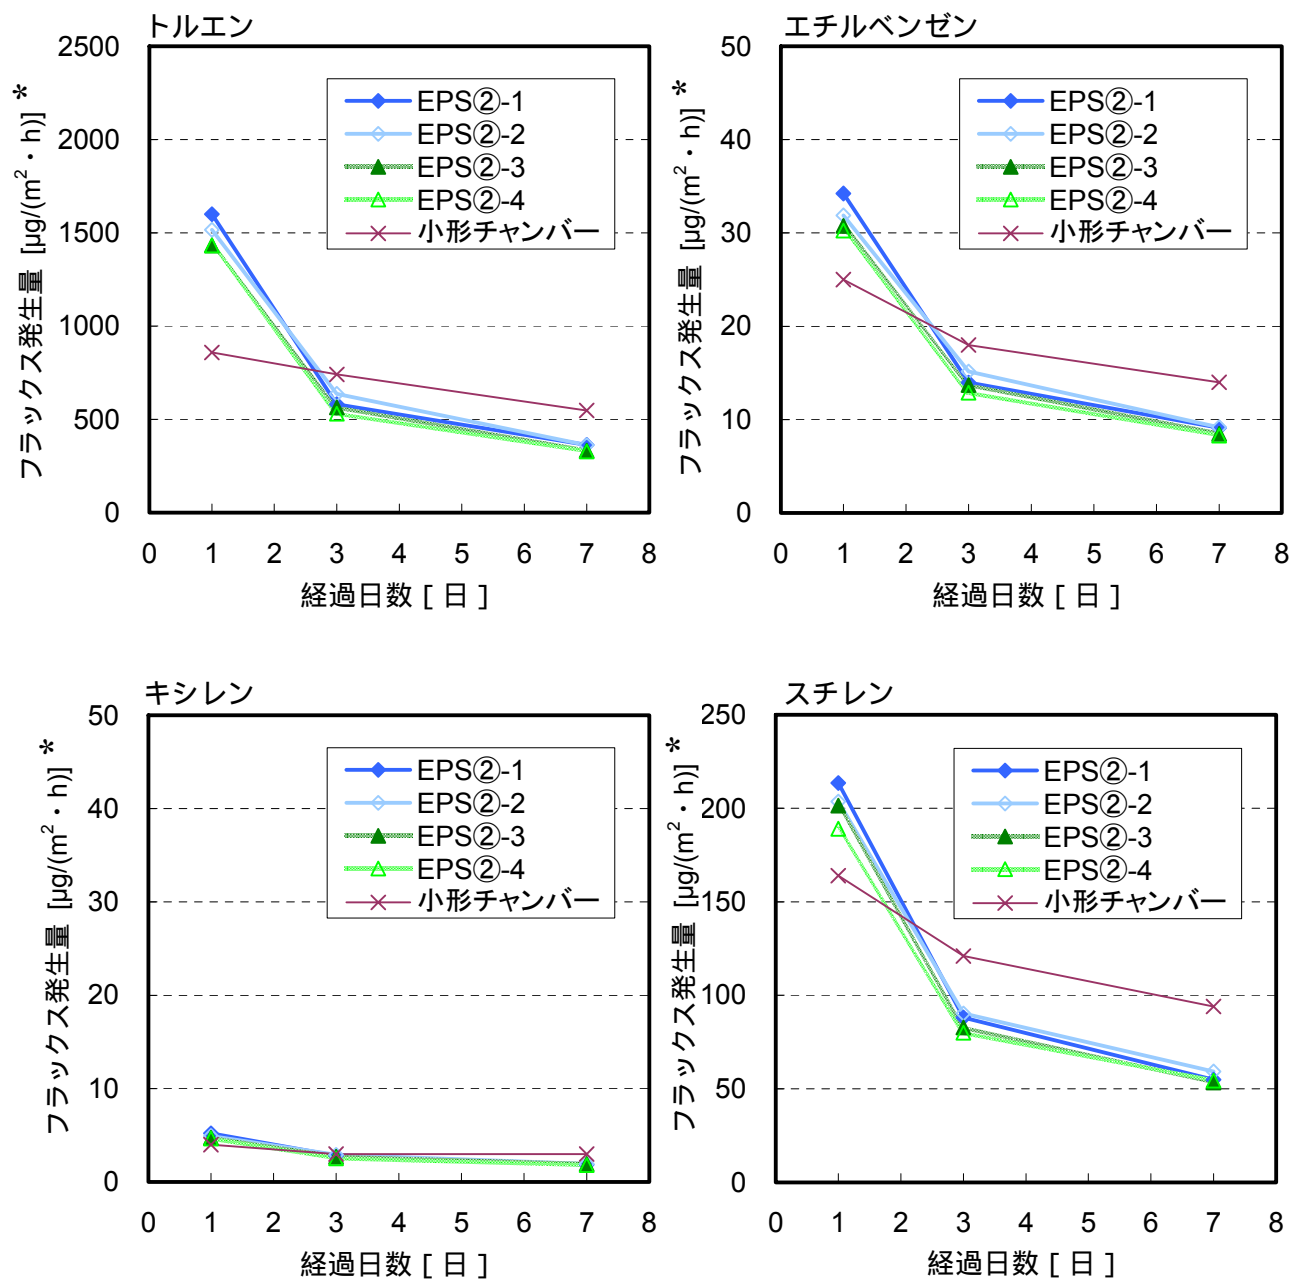 トルエン
2500
2000
1500
1000
500
0
0 1 2 3 4 5 6 7 8
フラックス発生量 [µg/(m²・h)] *
経過日数 [ 日 ]
EPS②-1
EPS②-2
EPS②-3
EPS②-4
小形チャンバー
エチルベンゼン
50
40
30
20
10
0
0 1 2 3 4 5 6 7 8
フラックス発生量 [µg/(m²・h)] *
経過日数 [ 日 ]
EPS②-1
EPS②-2
EPS②-3
EPS②-4
小形チャンバー
キシレン
50
40
30
20
10
0
0 1 2 3 4 5 6 7 8
フラックス発生量 [µg/(m²・h)] *
経過日数 [ 日 ]
EPS②-1
EPS②-2
EPS②-3
EPS②-4
小形チャンバー
スチレン
250
200
150
100
50
0
0 1 2 3 4 5 6 7 8
フラックス発生量 [µg/(m²・h)] *
経過日数 [ 日 ]
EPS②-1
EPS②-2
EPS②-3
EPS②-4
小形チャンバー